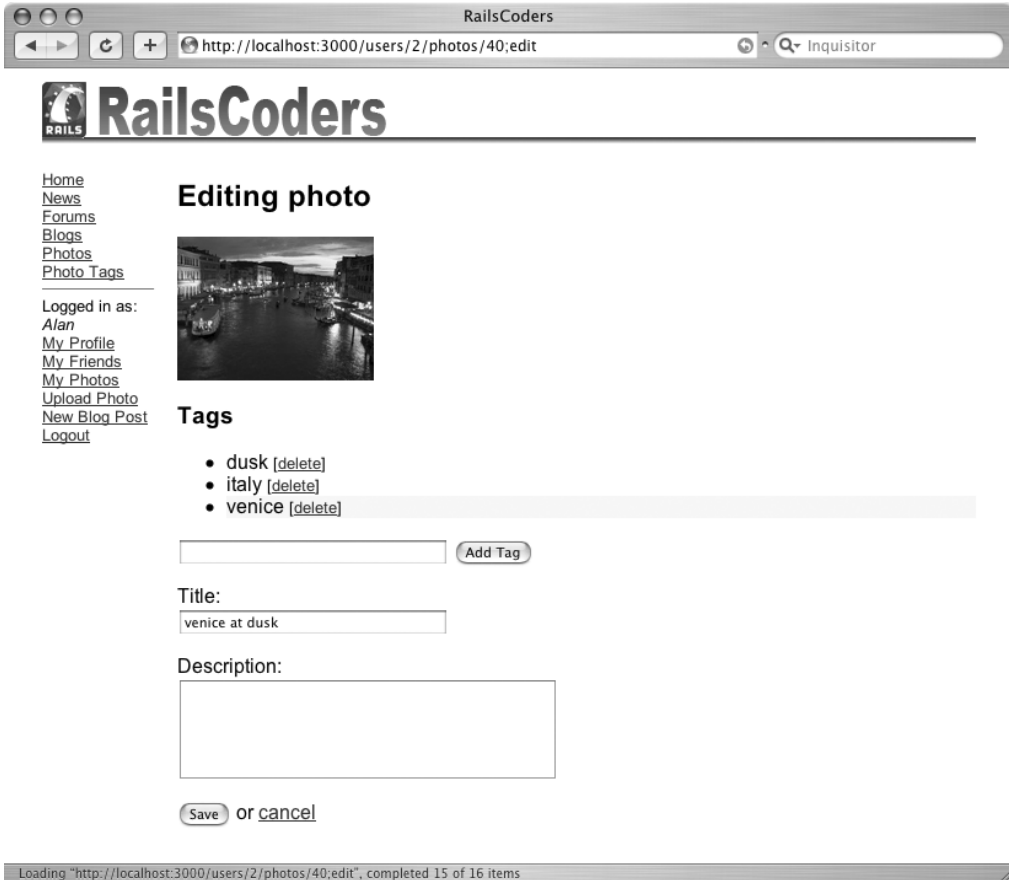 RailsCoders
http://localhost:3000/users/2/photos/40;edit
Inquisitor
RAILS
RailsCoders
Home
News
Forums
Blogs
Photos
Photo Tags
Logged in as:
Alan
My Profile
My Friends
My Photos
Upload Photo
New Blog Post
Logout
Editing photo
Tags
dusk [delete]
italy [delete]
venice [delete]
Add Tag
Title:
venice at dusk
Description:
Save or cancel
Loading "http://localhost:3000/users/2/photos/40;edit", completed 15 of 16 items